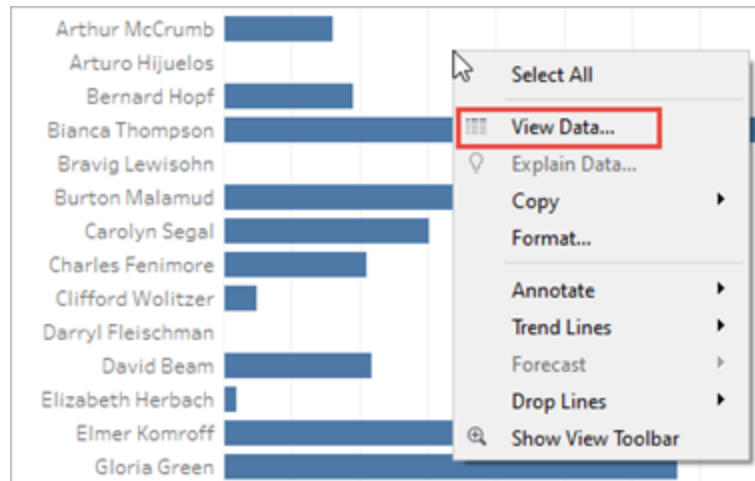 Arthur McCrumb
Arturo Hijuelos
Bernard Hopf
Bianca Thompson
Bravig Lewisohn
Burton Malamud
Carolyn Segal
Charles Fenimore
Clifford Wolitzer
Darryl Fleischman
David Beam
Elizabeth Herbach
Elmer Komroff
Gloria Green
Select All
View Data...
Explain Data...
Copy
Format...
Annotate
Trend Lines
Forecast
Drop Lines
Show View Toolbar